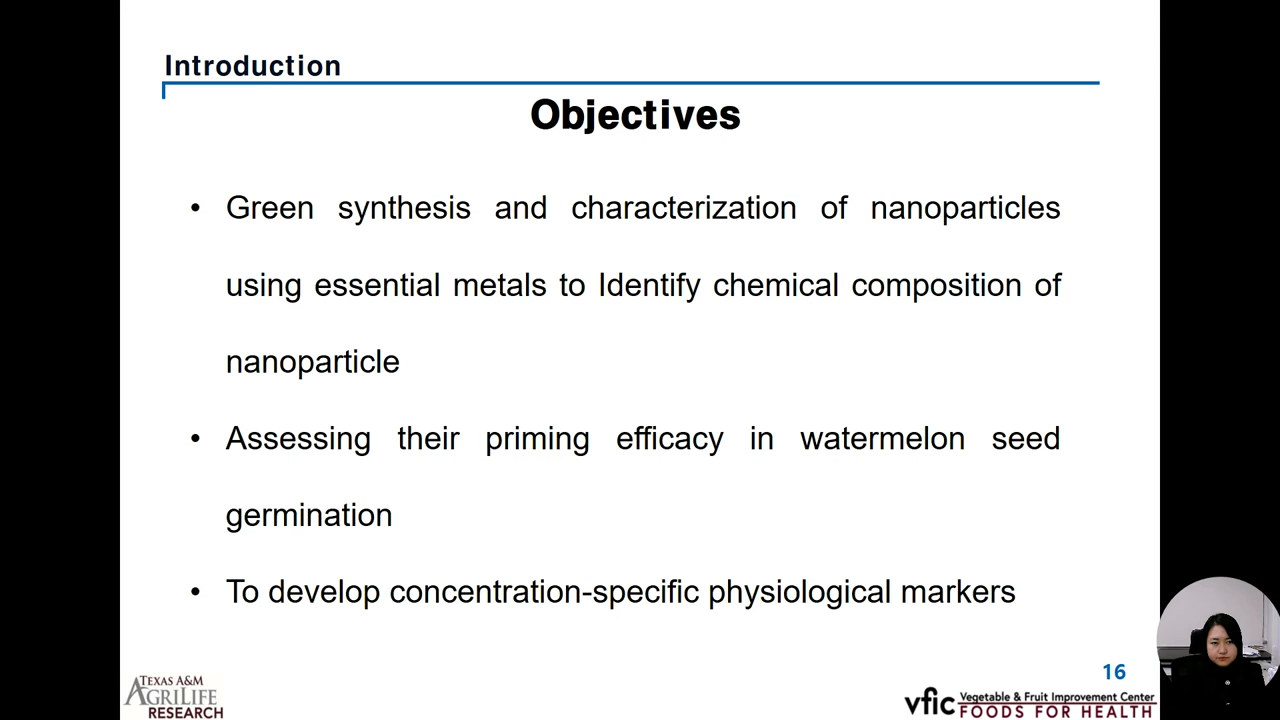 Introduction
Objectives
• Green synthesis and characterization of nanoparticles
using essential metals to Identify chemical composition of
nanoparticle
• Assessing their priming efficacy in watermelon seed
germination
• To develop concentration-specific physiological markers
16
TEXAS A&M
AGRILIFE
RESEARCH
vfic Vegetable & Fruit Improvement Center
FOODS FOR HEALTH